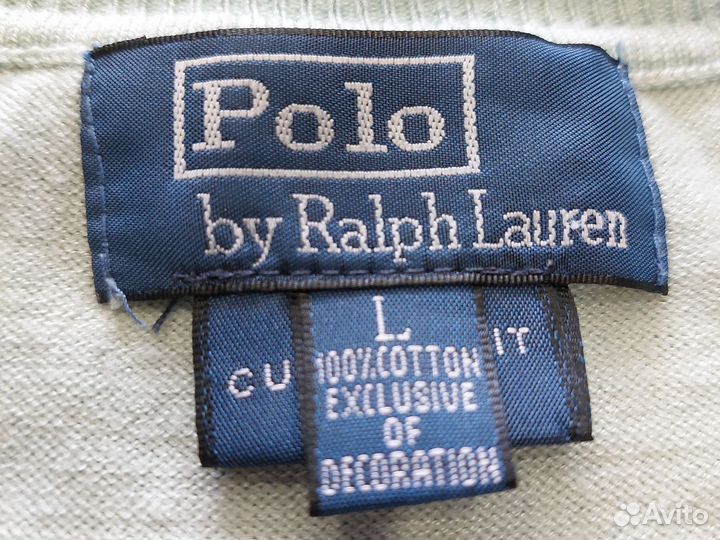 Polo
by Ralph Lauren
L
CU IT
100% COTTON
EXCLUSIVE
OF
DECORATION
Avito